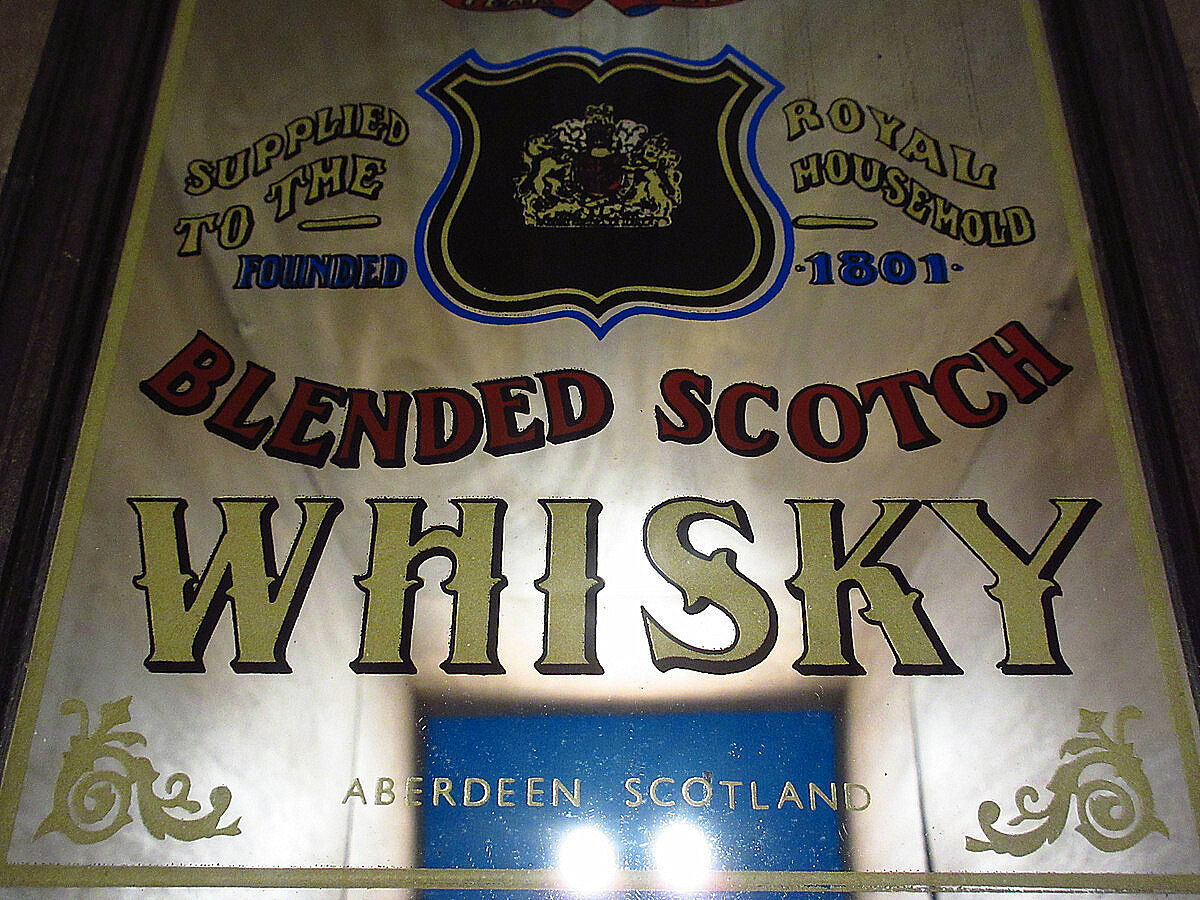 SUPPLIED
TO THE
ROYAL
HOUSEHOLD
FOUNDED ·1801·
BLENDED SCOTCH
WHISKY
ABERDEEN SCOTLAND